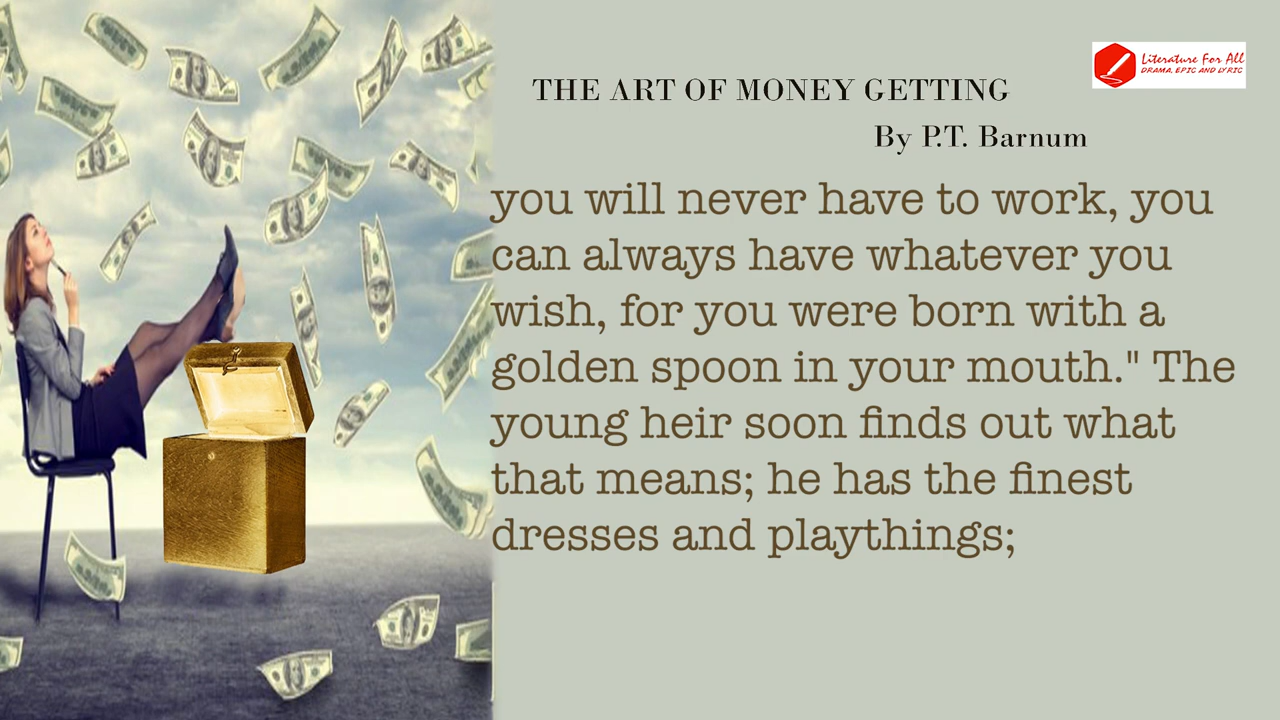 THE ART OF MONEY GETTING
By P.T. Barnum
Literature For All
DRAMA, EPIC AND LYRIC
you will never have to work, you
can always have whatever you
wish, for you were born with a
golden spoon in your mouth." The
young heir soon finds out what
that means; he has the finest
dresses and playthings;